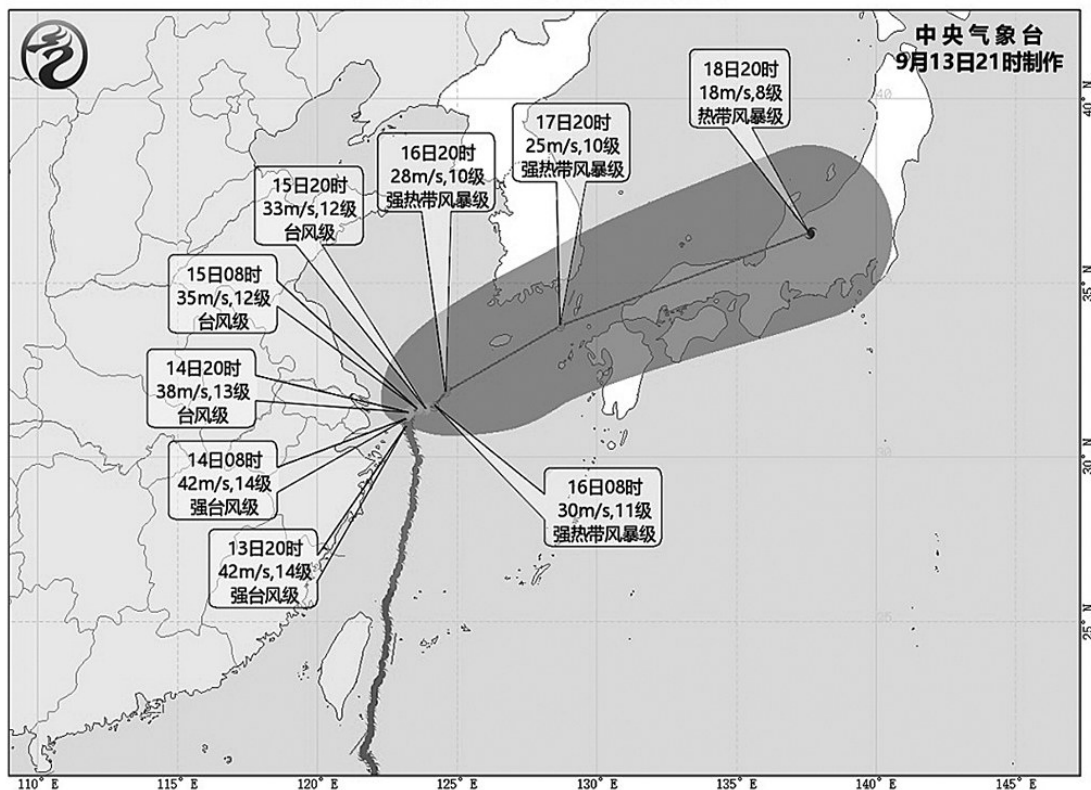 中央气象台
9月13日21时制作
18日20时
18m/s,8级
热带风暴级
17日20时
25m/s,10级
强热带风暴级
16日20时
28m/s,10级
强热带风暴级
15日20时
33m/s,12级
台风级
15日08时
35m/s,12级
台风级
14日20时
38m/s,13级
台风级
14日08时
42m/s,14级
强台风级
13日20时
42m/s,14级
强台风级
16日08时
30m/s,11级
强热带风暴级
40
40° N
35° N
30° N
25° N
110° E
115° E
120° E
125° E
130° E
135° E
140° E
145° E